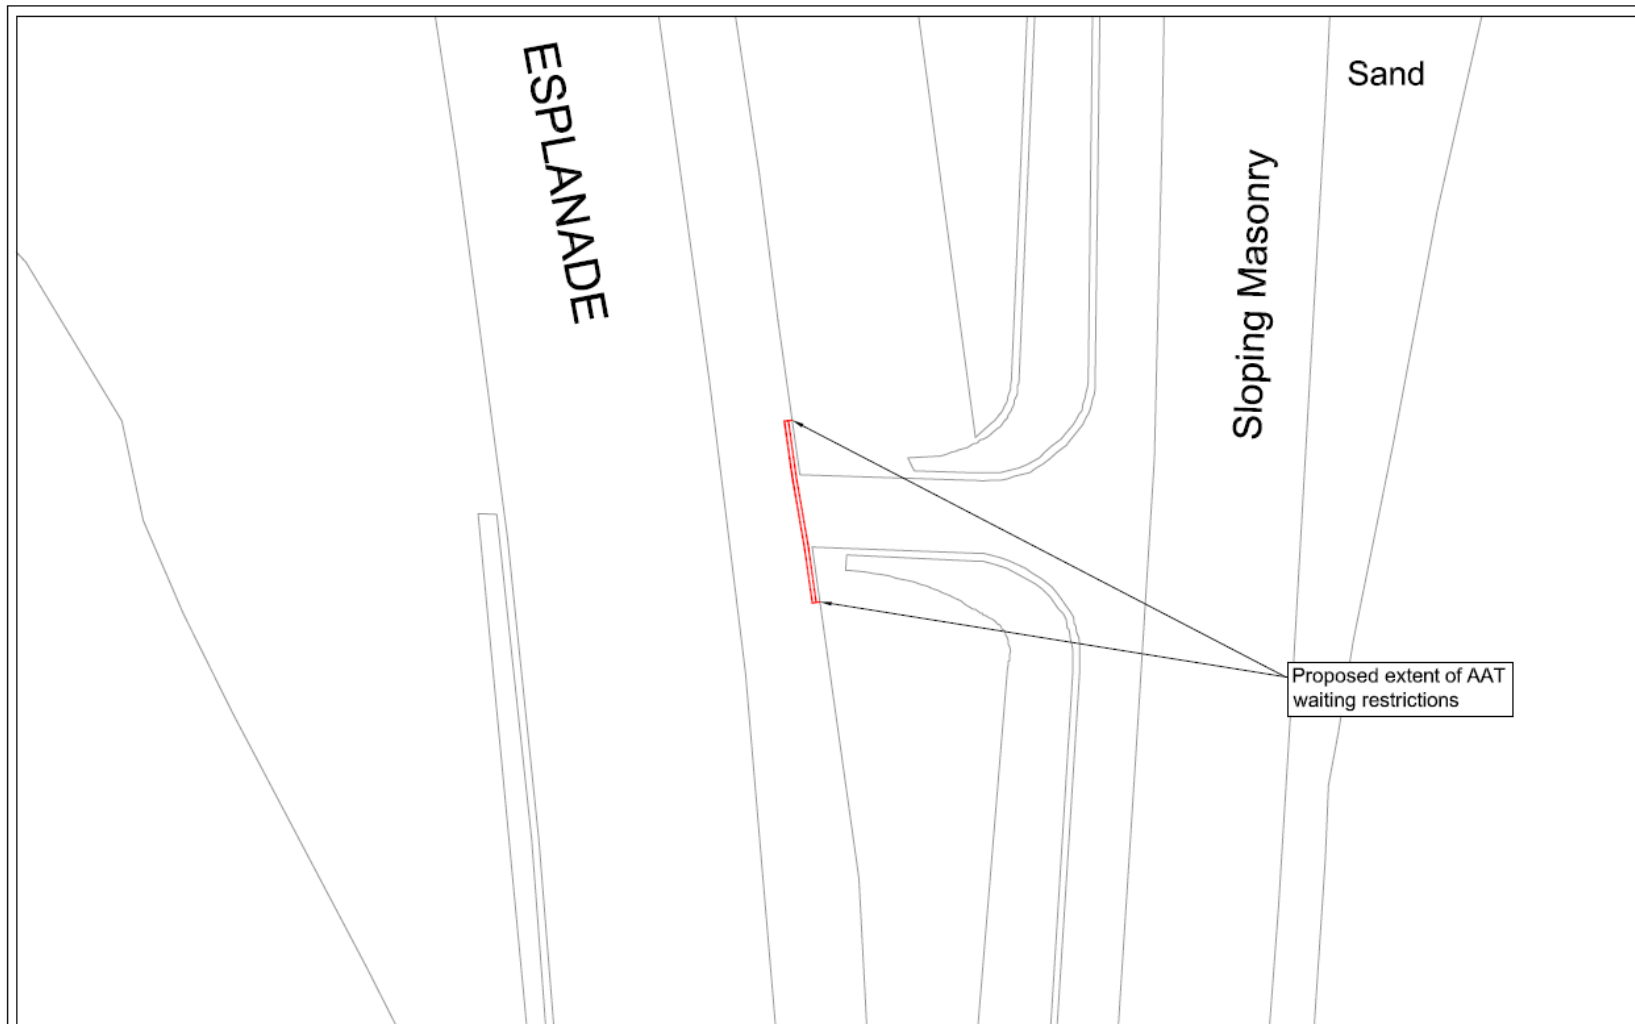 ESPLANADE
Sand
Sloping Masonry
Proposed extent of AAT
waiting restrictions